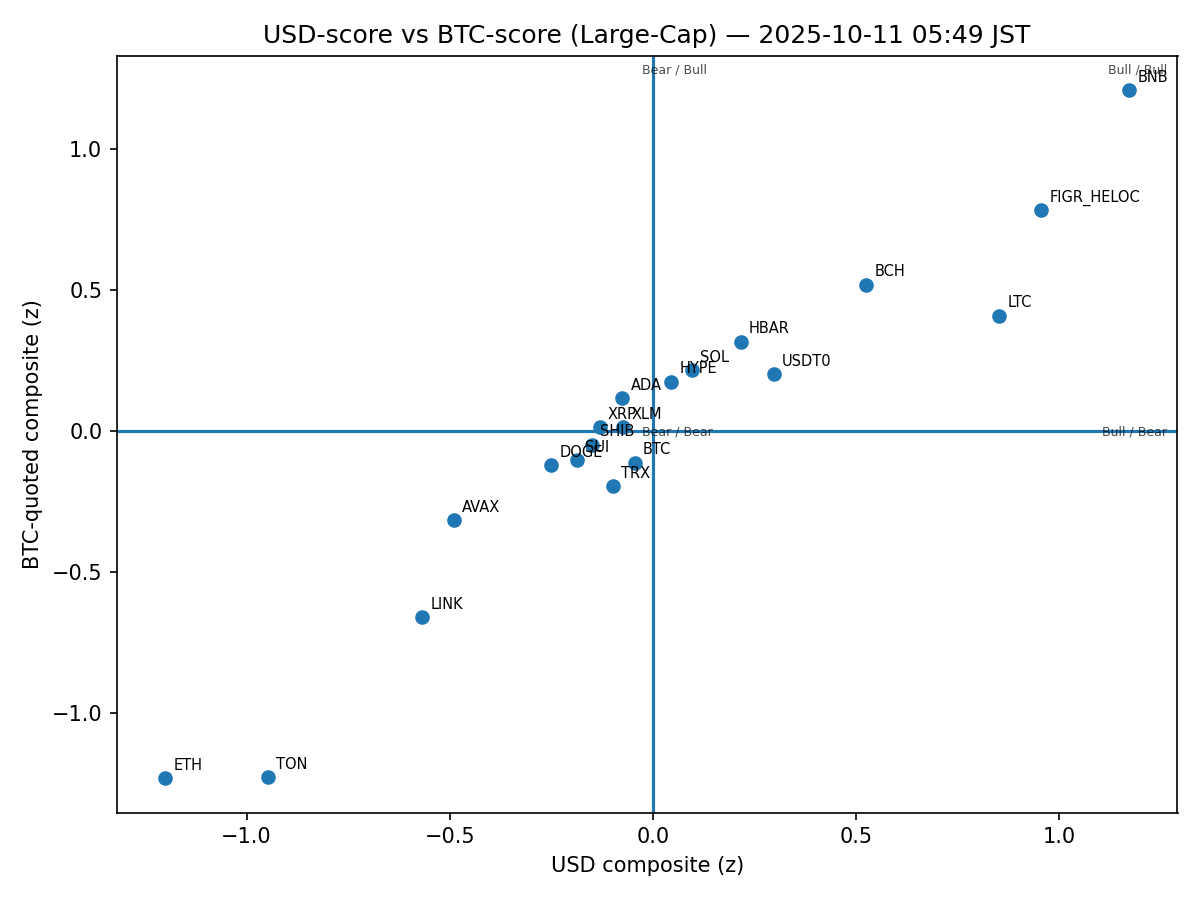 USD-score vs BTC-score (Large-Cap) — 2025-10-11 05:49 JST
Bear / Bull
Bull / Bull
BNB
1.0
FIGR_HELOC
BCH
0.5
LTC
HBAR
SOL
USDT0
HYPE
ADA
XRP
XLM
0.0
SHIB
Bear / Bear
Bull / Bear
SUI
DOGE
BTC
TRX
AVAX
−0.5
LINK
−1.0
ETH
TON
−1.0
−0.5
0.0
0.5
1.0
USD composite (z)
BTC-quoted composite (z)